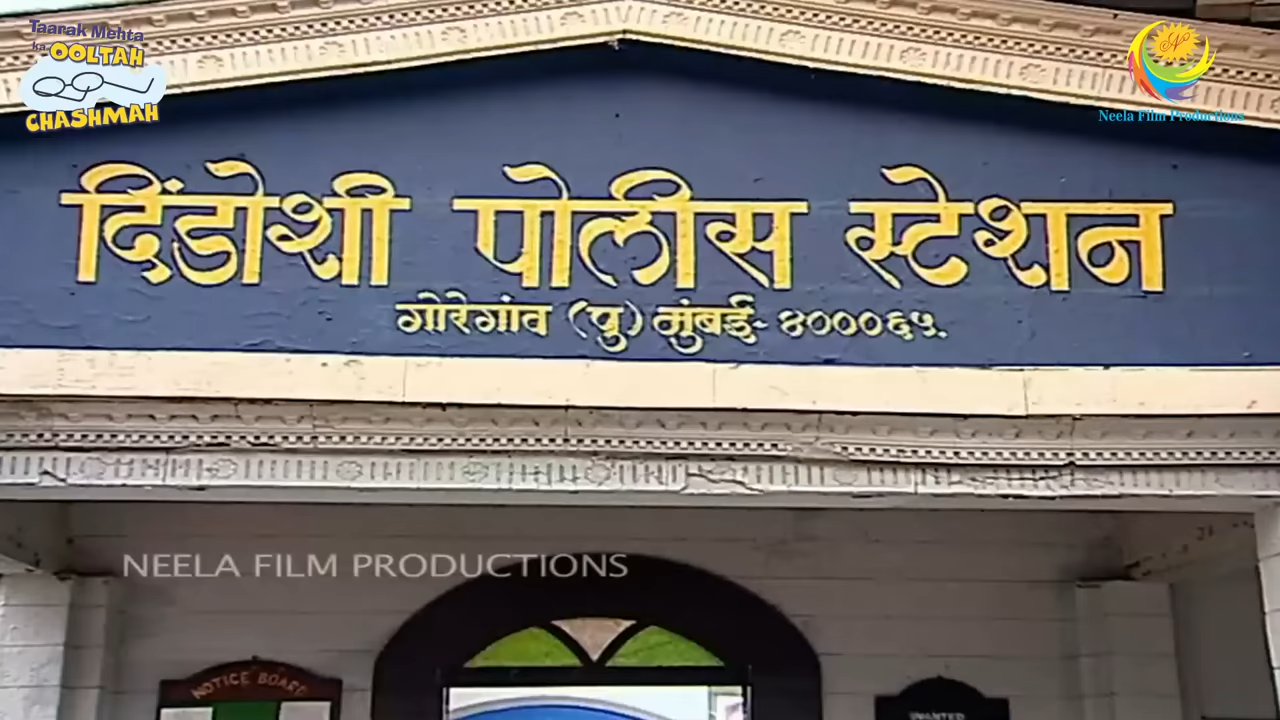 Taarak Mehta
ka OOLTAH
CHASHMAH
Neela Film Productions
दिंडोशी पोलीस स्टेशन
गोरेगांव (पु) मुंबई- ४०००६५.
NEELA FILM PRODUCTIONS
NOTICE BOARD
WANTED